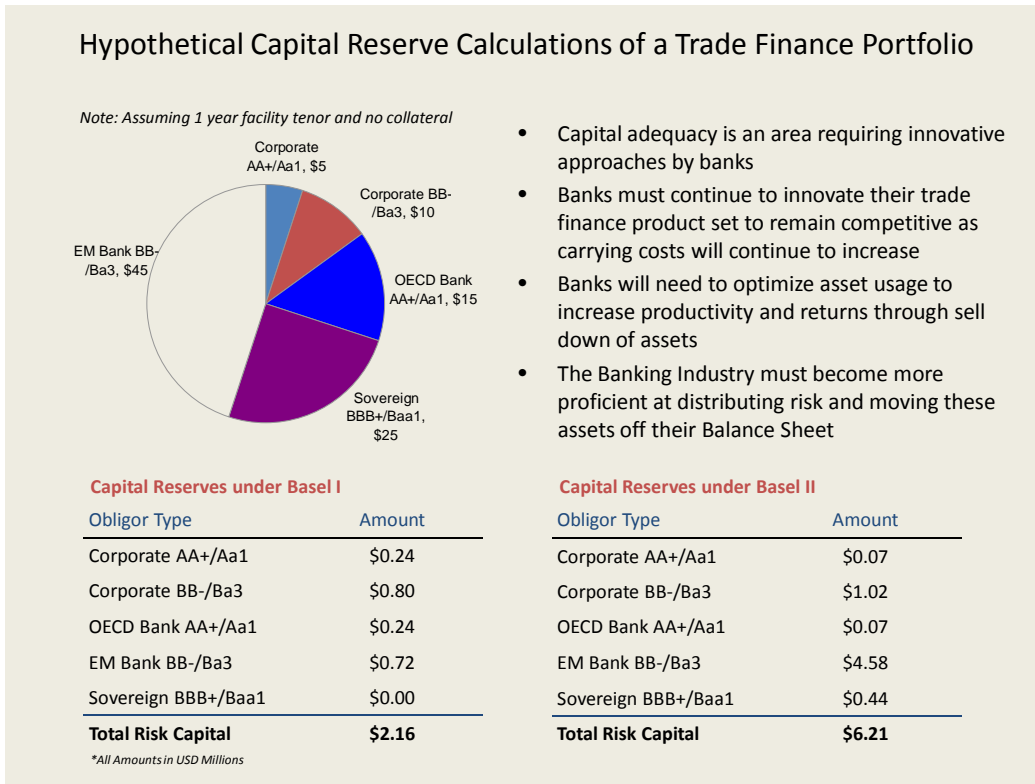 Hypothetical Capital Reserve Calculations of a Trade Finance Portfolio
Note: Assuming 1 year facility tenor and no collateral
Corporate
AA+/Aa1, $5
Corporate BB-
/Ba3, $10
OECD Bank
AA+/Aa1, $15
Sovereign
BBB+/Baa1,
$25
EM Bank BB-
/Ba3, $45
• Capital adequacy is an area requiring innovative
approaches by banks
• Banks must continue to innovate their trade
finance product set to remain competitive as
carrying costs will continue to increase
• Banks will need to optimize asset usage to
increase productivity and returns through sell
down of assets
• The Banking Industry must become more
proficient at distributing risk and moving these
assets off their Balance Sheet
Capital Reserves under Basel I
Obligor Type Amount
Corporate AA+/Aa1 $0.24
Corporate BB-/Ba3 $0.80
OECD Bank AA+/Aa1 $0.24
EM Bank BB-/Ba3 $0.72
Sovereign BBB+/Baa1 $0.00
Total Risk Capital $2.16
*All Amounts in USD Millions
Capital Reserves under Basel II
Obligor Type Amount
Corporate AA+/Aa1 $0.07
Corporate BB-/Ba3 $1.02
OECD Bank AA+/Aa1 $0.07
EM Bank BB-/Ba3 $4.58
Sovereign BBB+/Baa1 $0.44
Total Risk Capital $6.21